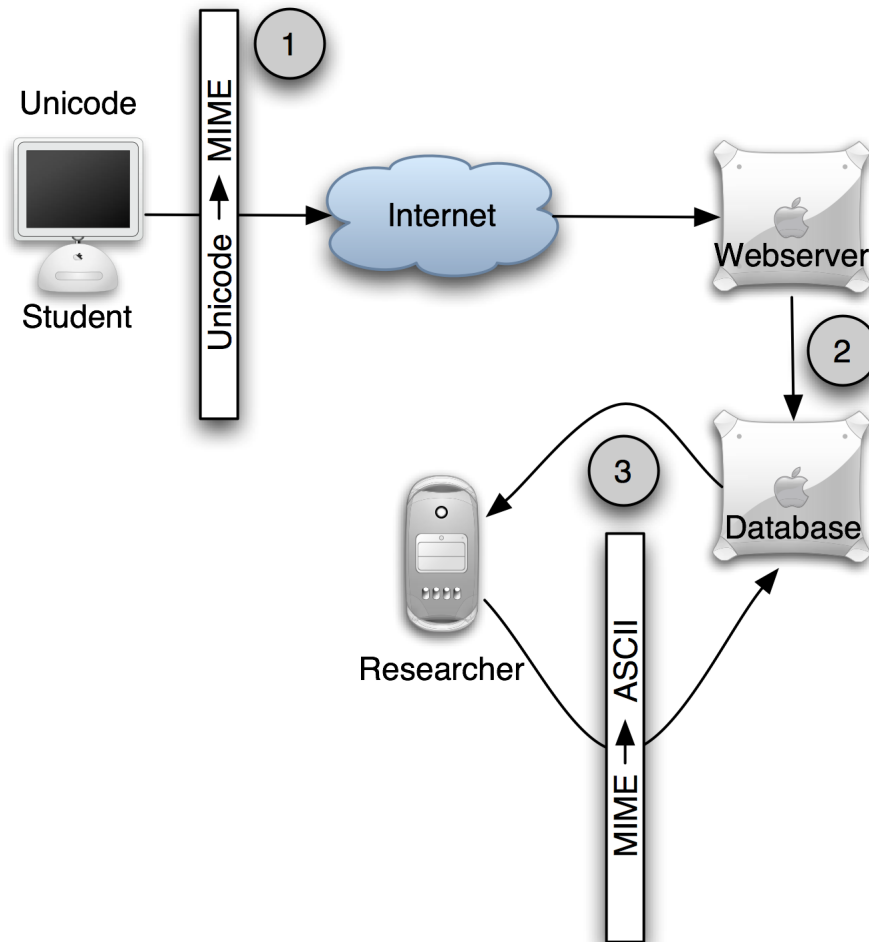 1
Unicode
Unicode → MIME
Internet
Webserver
Student
2
3
Database
Researcher
MIME → ASCII